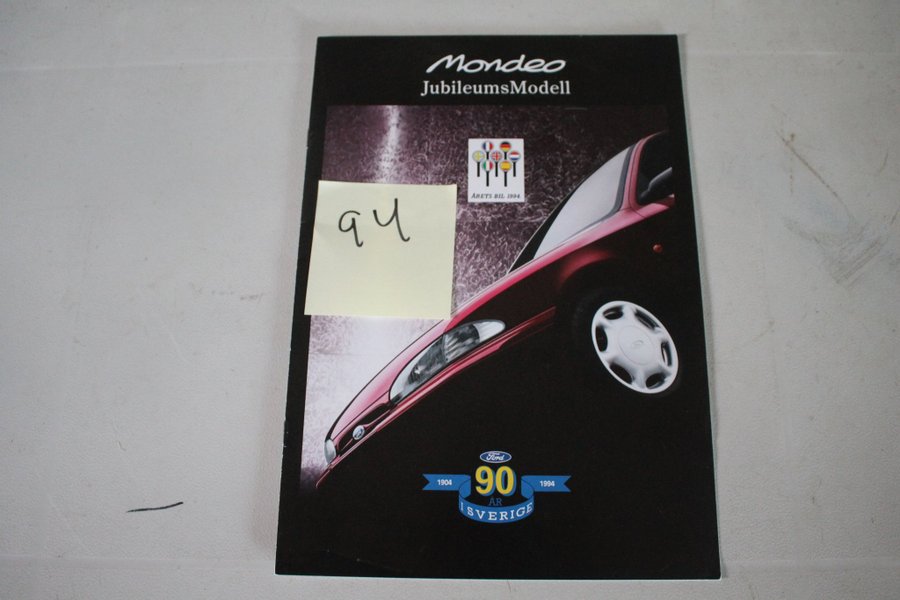 Mondeo
JubileumsModell
ÅRETS BIL 1994
94
Ford
1904 90 1994
ÅR
I SVERIGE